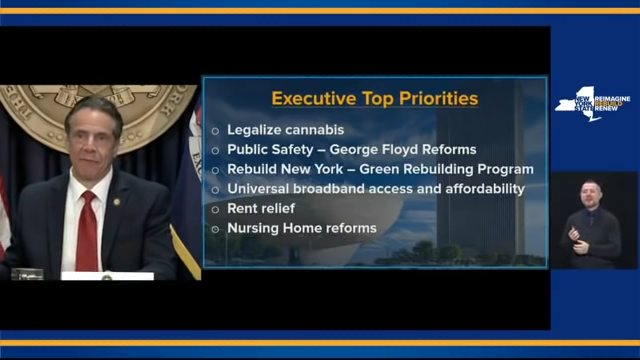 Executive Top Priorities
Legalize cannabis
Public Safety – George Floyd Reforms
Rebuild New York – Green Rebuilding Program
Universal broadband access and affordability
Rent relief
Nursing Home reforms
NEW YORK STATE
REIMAGINE
REBUILD
RENEW